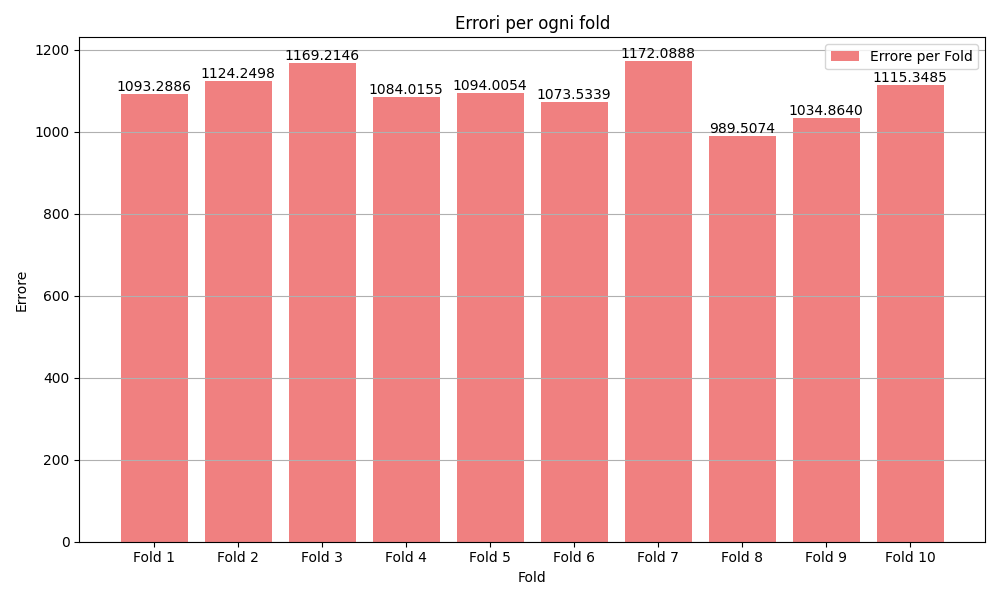 Errori per ogni fold
Errore per Fold
1093.2886
1124.2498
1169.2146
1084.0155
1094.0054
1073.5339
1172.0888
989.5074
1034.8640
1115.3485
1200
1000
800
600
400
200
0
Errore
Fold 1
Fold 2
Fold 3
Fold 4
Fold 5
Fold 6
Fold 7
Fold 8
Fold 9
Fold 10
Fold